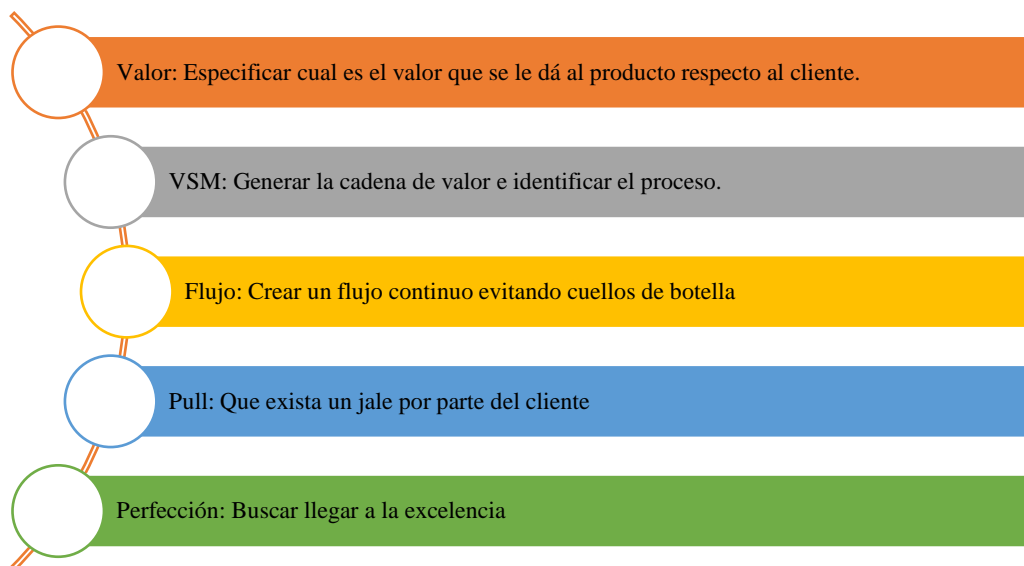 Valor: Especificar cual es el valor que se le dá al producto respecto al cliente.
VSM: Generar la cadena de valor e identificar el proceso.
Flujo: Crear un flujo continuo evitando cuellos de botella
Pull: Que exista un jale por parte del cliente
Perfección: Buscar llegar a la excelencia